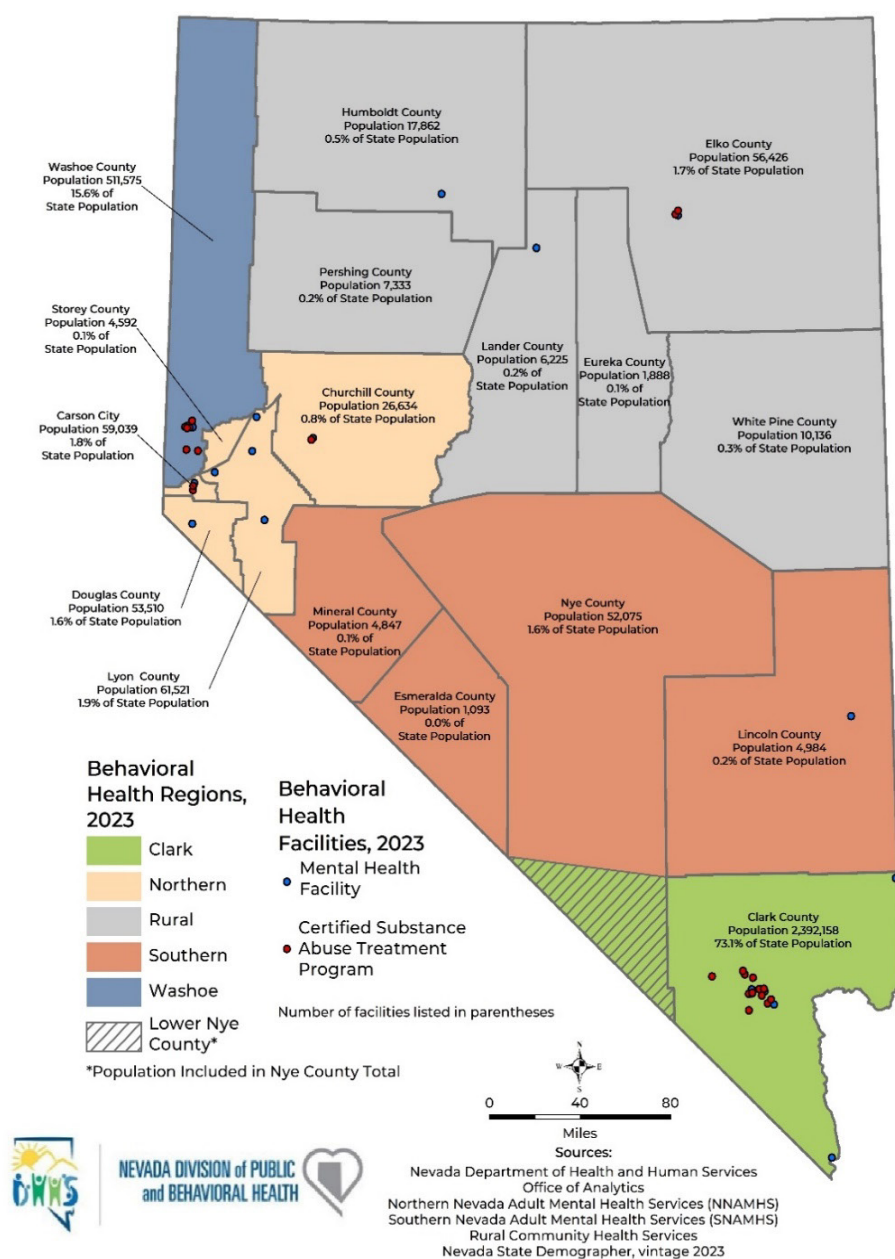 Humboldt County
Population 17,862
0.5% of State Population
Elko County
Population 56,426
1.7% of State Population
Washoe County
Population 511,575
15.6% of
State Population
Pershing County
Population 7,333
0.2% of State Population
Storey County
Population 4,592
0.1% of
State Population
Lander County
Population 6,225
0.2% of
State Population
Eureka County
Population 1,888
0.1% of
State Population
Churchill County
Population 26,634
0.8% of State Population
Carson City
Population 59,039
1.8% of
State Population
White Pine County
Population 10,136
0.3% of State Population
Douglas County
Population 53,510
1.6% of State Population
Mineral County
Population 4,847
0.1% of
State Population
Nye County
Population 52,075
1.6% of State Population
Lyon County
Population 61,521
1.9% of State Population
Esmeralda County
Population 1,093
0.0% of
State Population
Lincoln County
Population 4,984
0.2% of State Population
Clark County
Population 2,392,158
73.1% of State Population
Behavioral
Health Regions,
2023
Clark
Northern
Rural
Southern
Washoe
Lower Nye
County*
*Population Included in Nye County Total
Behavioral
Health
Facilities, 2023
Mental Health
Facility
Certified Substance
Abuse Treatment
Program
Number of facilities listed in parentheses
N
W E
S
0 40 80
Miles
Sources:
Nevada Department of Health and Human Services
Office of Analytics
Northern Nevada Adult Mental Health Services (NNAMHS)
Southern Nevada Adult Mental Health Services (SNAMHS)
Rural Community Health Services
Nevada State Demographer, vintage 2023
DHHS
NEVADA DIVISION of PUBLIC
and BEHAVIORAL HEALTH